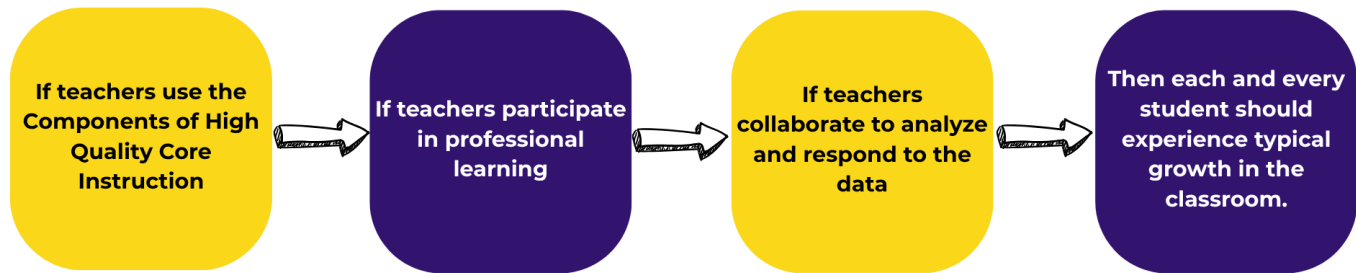 If teachers use the
Components of High
Quality Core
Instruction
If teachers participate
in professional
learning
If teachers
collaborate to analyze
and respond to the
data
Then each and every
student should
experience typical
growth in the
classroom.